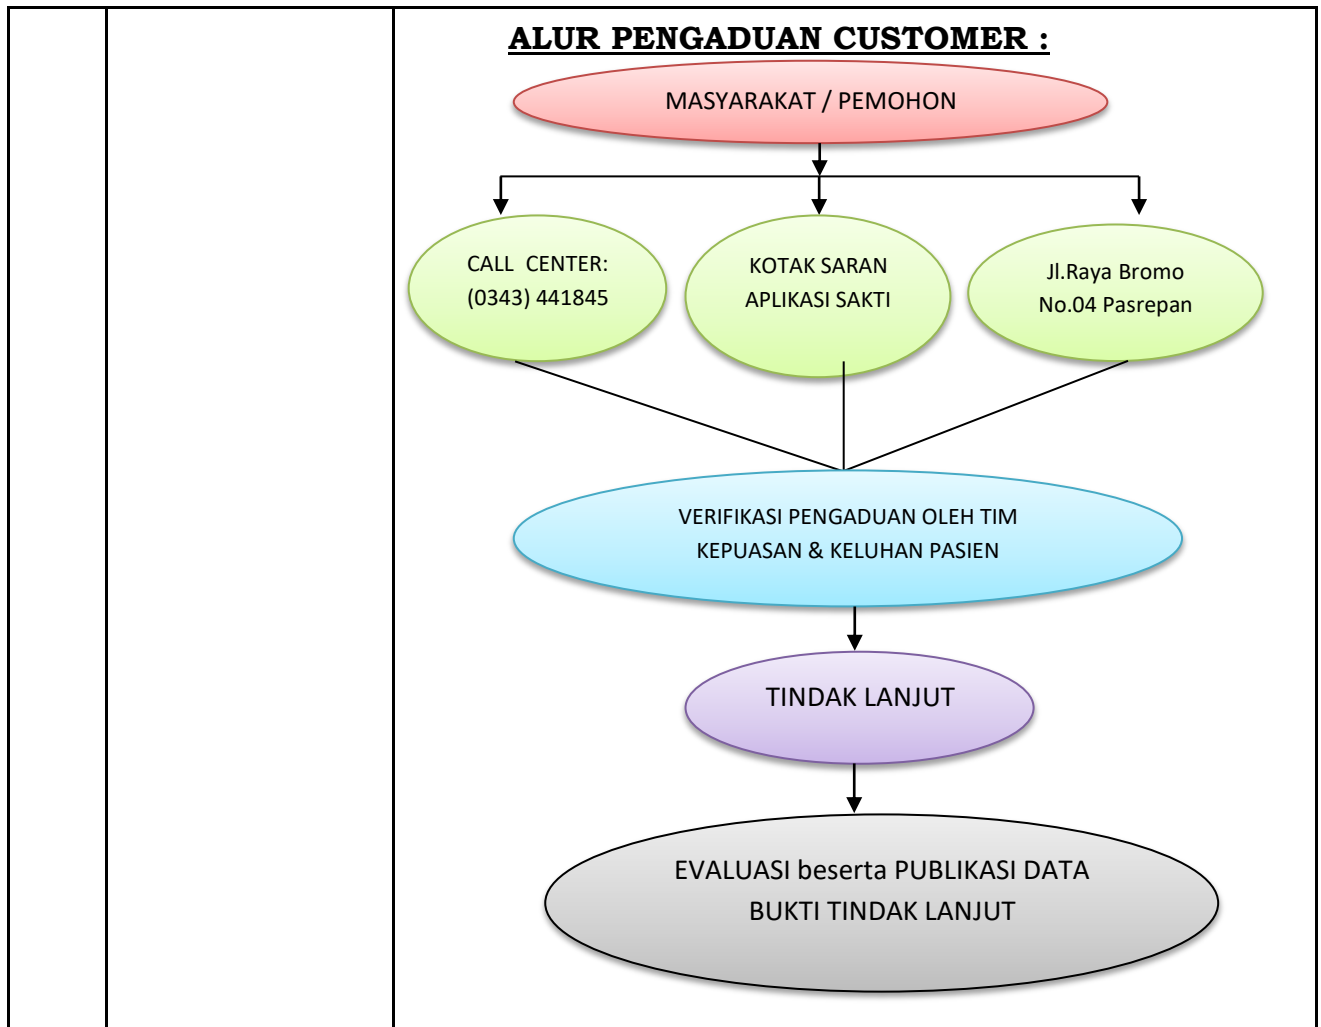 ALUR PENGADUAN CUSTOMER :
MASYARAKAT / PEMOHON
CALL  CENTER:
(0343) 441845
KOTAK SARAN
APLIKASI SAKTI
Jl.Raya Bromo
No.04 Pasrepan
VERIFIKASI PENGADUAN OLEH TIM
KEPUASAN & KELUHAN PASIEN
TINDAK LANJUT
EVALUASI beserta PUBLIKASI DATA
BUKTI TINDAK LANJUT